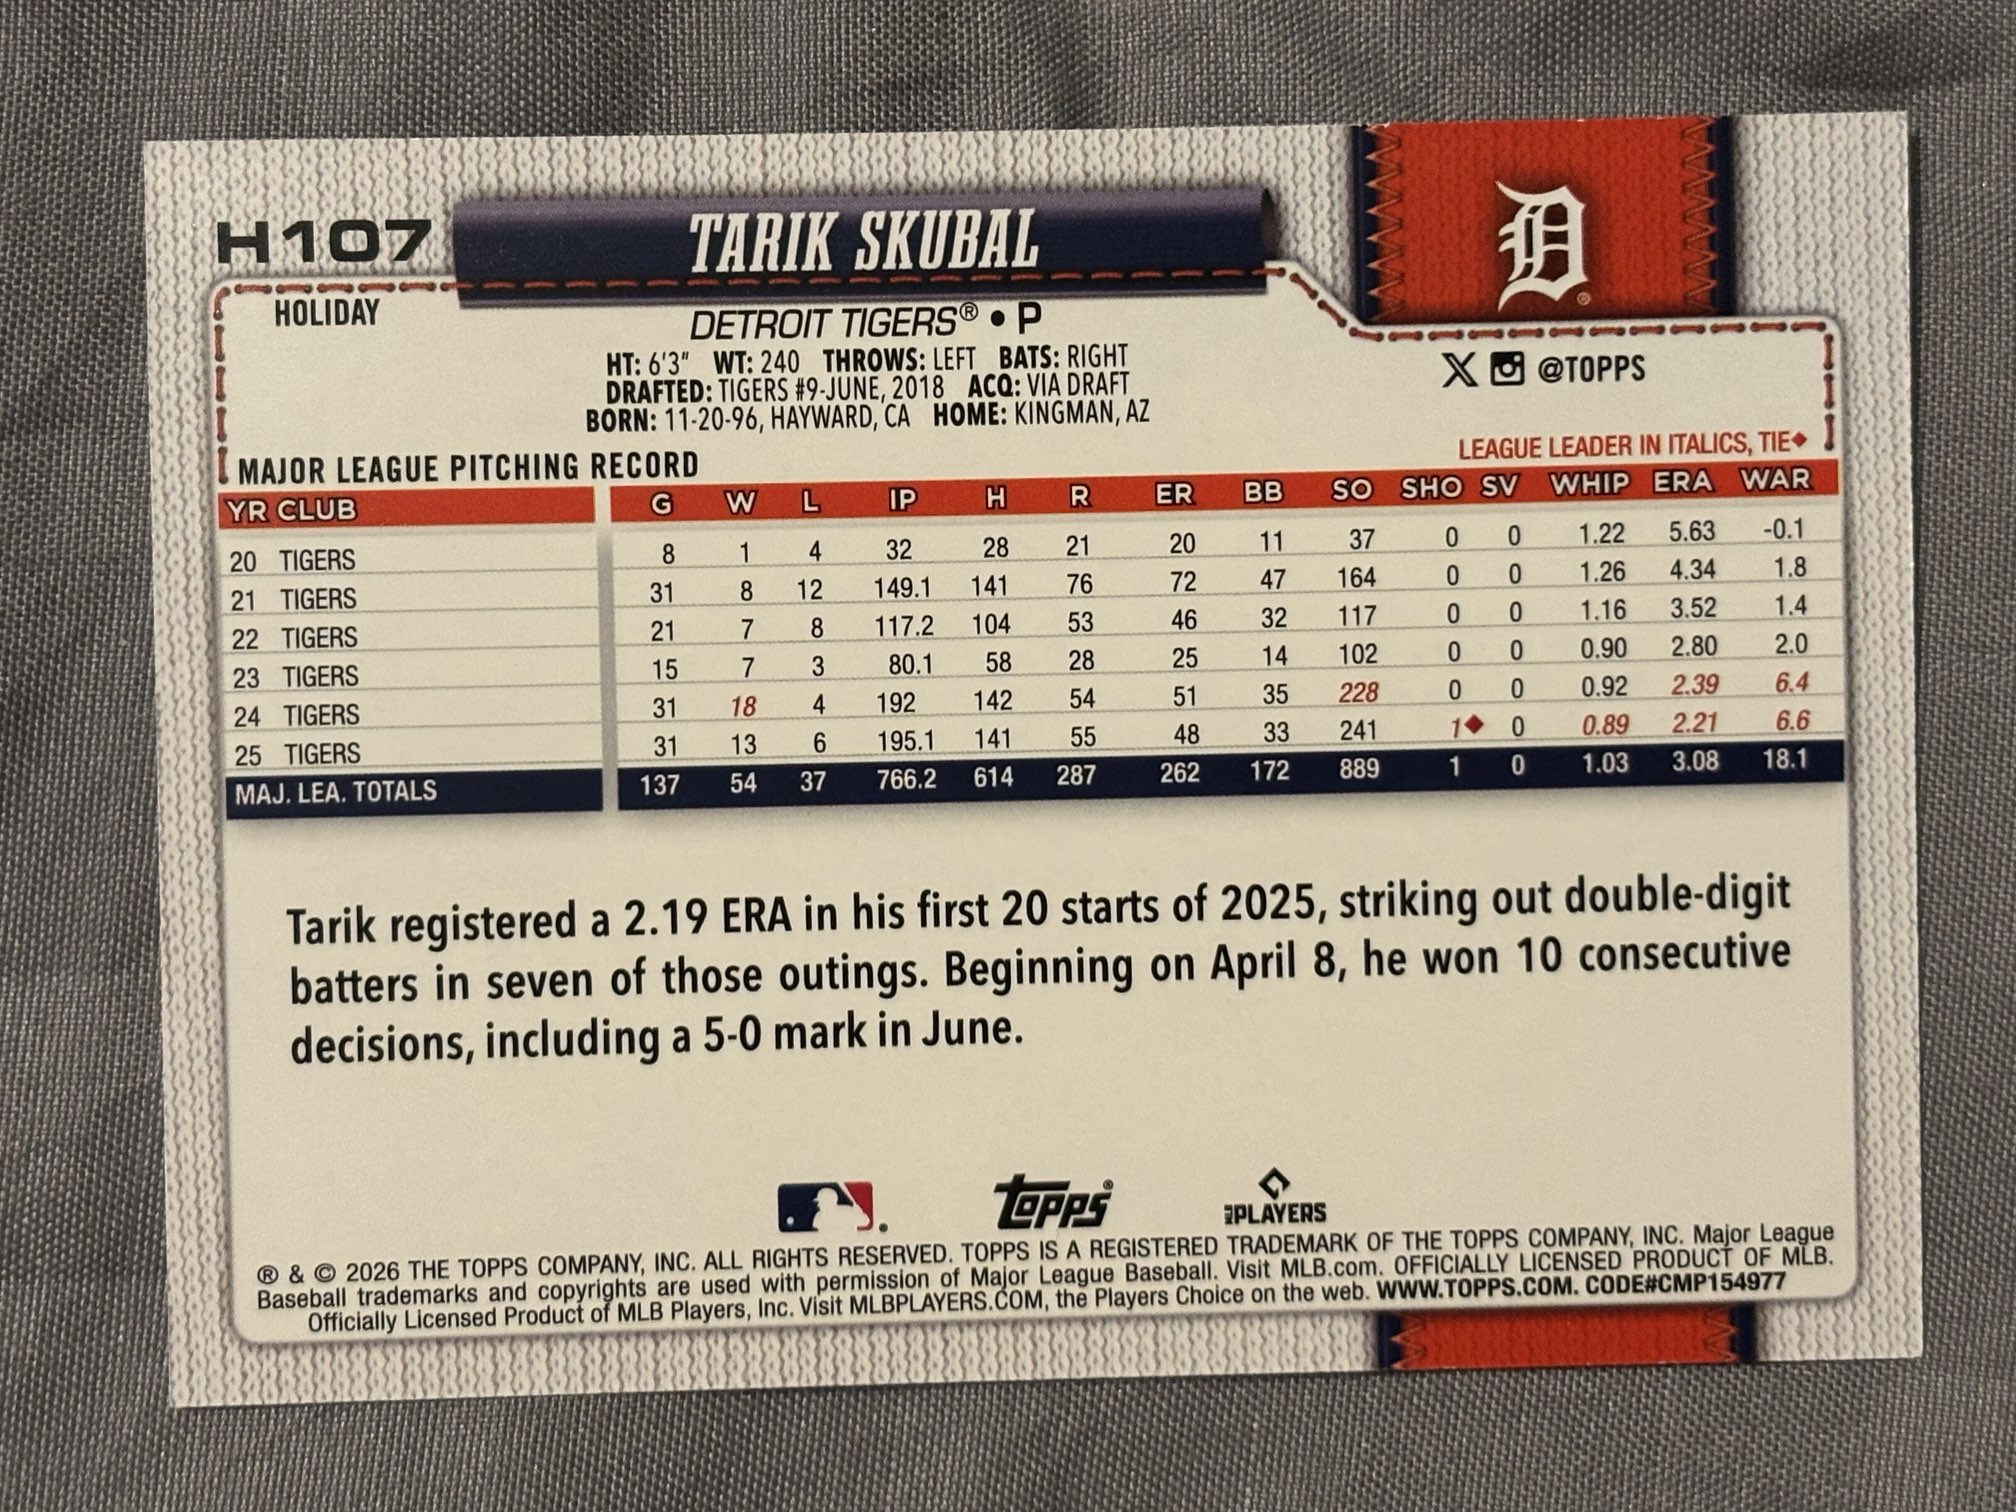 H107
TARIK SKUBAL
D
HOLIDAY
DETROIT TIGERS® • P
HT: 6'3" WT: 240 THROWS: LEFT BATS: RIGHT
DRAFTED: TIGERS #9-JUNE, 2018 ACQ: VIA DRAFT
BORN: 11-20-96, HAYWARD, CA HOME: KINGMAN, AZ
X @TOPPS
LEAGUE LEADER IN ITALICS, TIE♦
MAJOR LEAGUE PITCHING RECORD
YR CLUB G W L IP H R ER BB SO SHO SV WHIP ERA WAR
20 TIGERS 8 1 4 32 28 21 20 11 37 0 0 1.22 5.63 -0.1
21 TIGERS 31 8 12 149.1 141 76 72 47 164 0 0 1.26 4.34 1.8
22 TIGERS 21 7 8 117.2 104 53 46 32 117 0 0 1.16 3.52 1.4
23 TIGERS 15 7 3 80.1 58 28 25 14 102 0 0 0.90 2.80 2.0
24 TIGERS 31 18 4 192 142 54 51 35 228 0 0 0.92 2.39 6.4
25 TIGERS 31 13 6 195.1 141 55 48 33 241 1♦ 0 0.89 2.21 6.6
MAJ. LEA. TOTALS 137 54 37 766.2 614 287 262 172 889 1 0 1.03 3.08 18.1
Tarik registered a 2.19 ERA in his first 20 starts of 2025, striking out double-digit
batters in seven of those outings. Beginning on April 8, he won 10 consecutive
decisions, including a 5-0 mark in June.
Topps®
PLAYERS
® & © 2026 THE TOPPS COMPANY, INC. ALL RIGHTS RESERVED. TOPPS IS A REGISTERED TRADEMARK OF THE TOPPS COMPANY, INC. Major League
Baseball trademarks and copyrights are used with permission of Major League Baseball. Visit MLB.com. OFFICIALLY LICENSED PRODUCT OF MLB.
Officially Licensed Product of MLB Players, Inc. Visit MLBPLAYERS.COM, the Players Choice on the web. WWW.TOPPS.COM. CODE#CMP154977